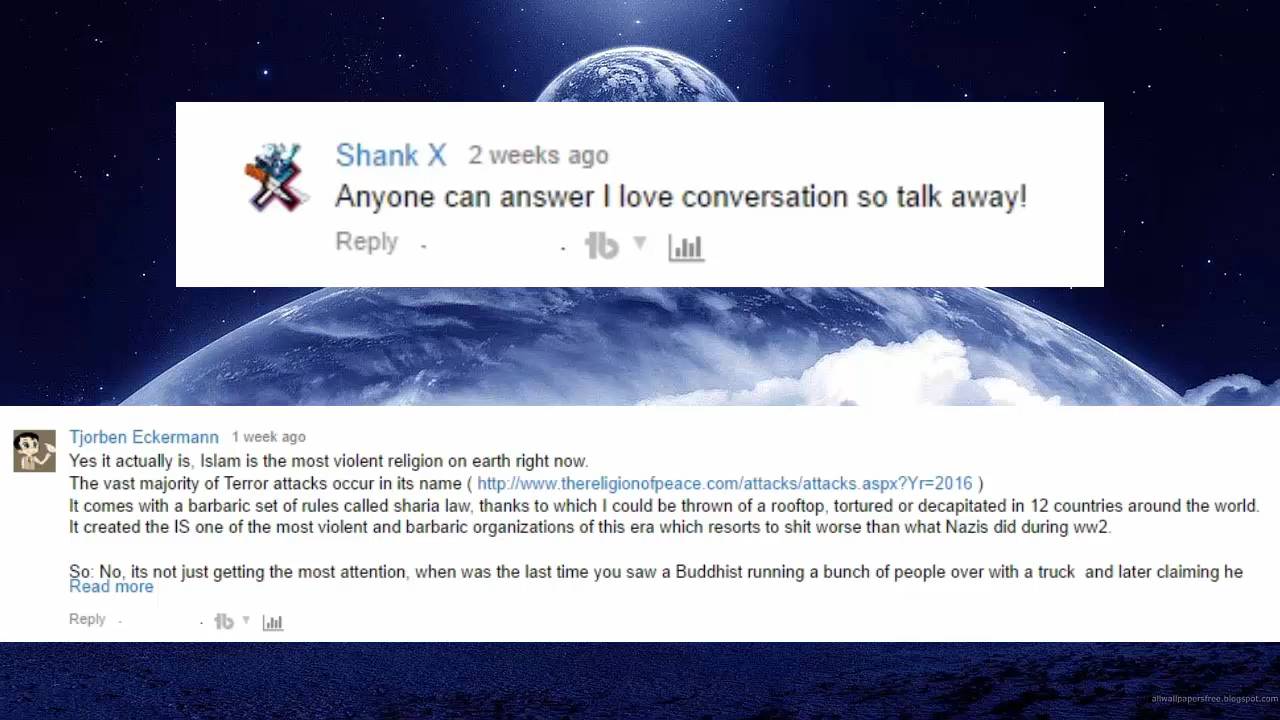 Shank X 2 weeks ago
Anyone can answer I love conversation so talk away!
Reply
Tjorben Eckermann 1 week ago
Yes it actually is, Islam is the most violent religion on earth right now.
The vast majority of Terror attacks occur in its name ( http://www.thereligionofpeace.com/attacks/attacks.aspx?Yr=2016 )
It comes with a barbaric set of rules called sharia law, thanks to which I could be thrown of a rooftop, tortured or decapitated in 12 countries around the world.
It created the IS one of the most violent and barbaric organizations of this era which resorts to shit worse than what Nazis did during ww2.
So: No, its not just getting the most attention, when was the last time you saw a Buddhist running a bunch of people over with a truck and later claiming he
Read more
Reply
allwallpapersfree.blogspot.com